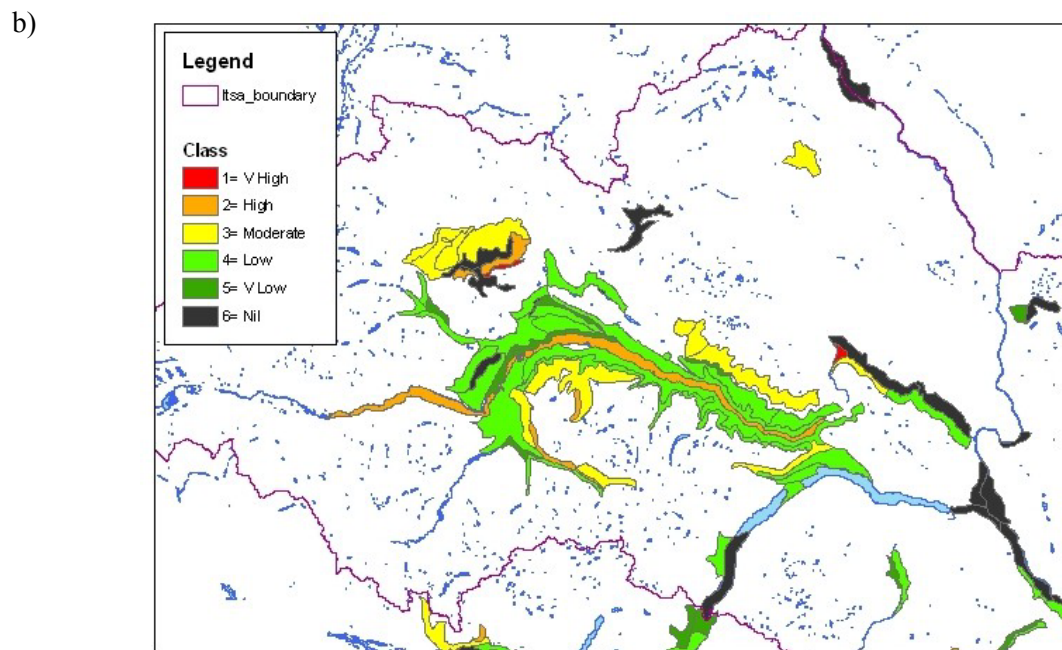 b)
Legend
ltsa_boundary
Class
1= V High
2= High
3= Moderate
4= Low
5= V Low
6= Nil